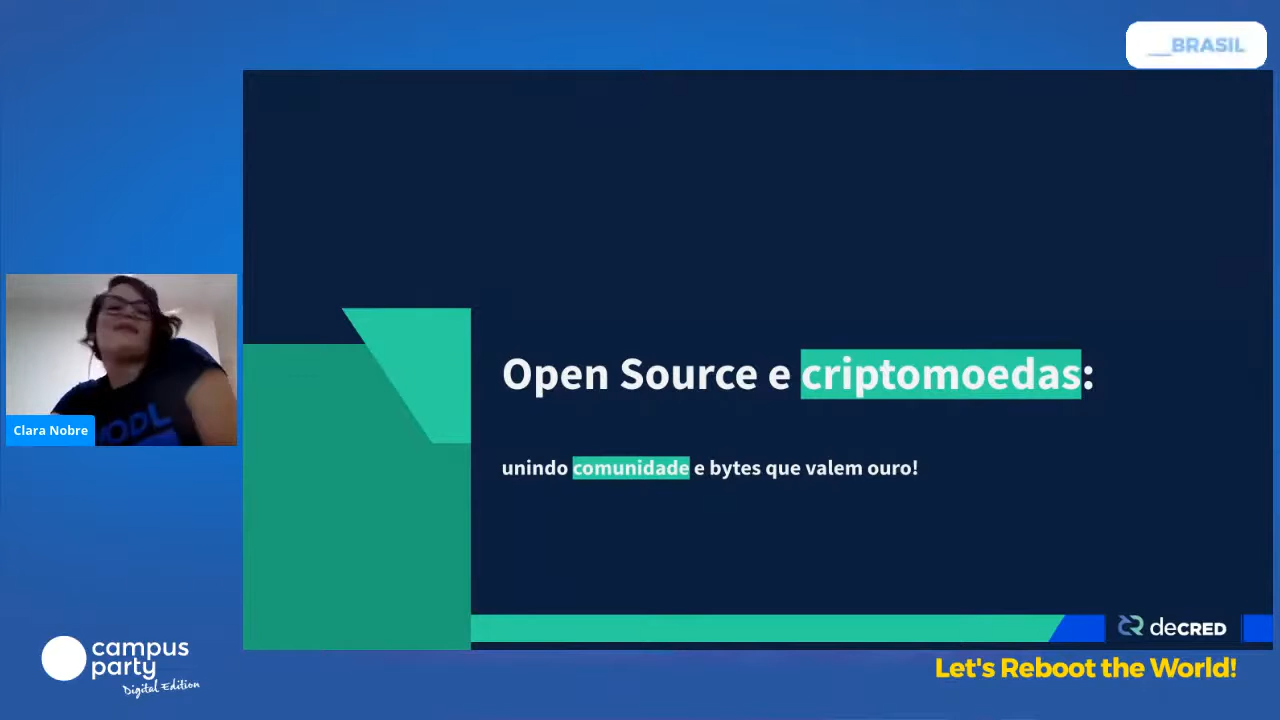 __BRASIL
Open Source e criptomoedas:
unindo comunidade e bytes que valem ouro!
Clara Nobre
decRED
campus
party
Digital Edition
Let's Reboot the World!